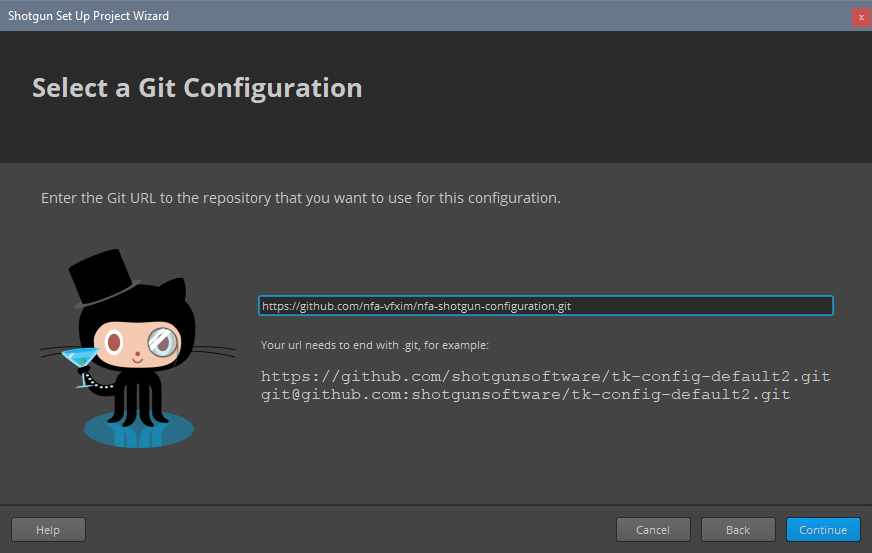 Shotgun Set Up Project Wizard
x
Select a Git Configuration
Enter the Git URL to the repository that you want to use for this configuration.
https://github.com/nfa-vfxim/nfa-shotgun-configuration.git
Your url needs to end with .git, for example:
https://github.com/shotgunsoftware/tk-config-default2.git
git@github.com:shotgunsoftware/tk-config-default2.git
Help
Cancel
Back
Continue